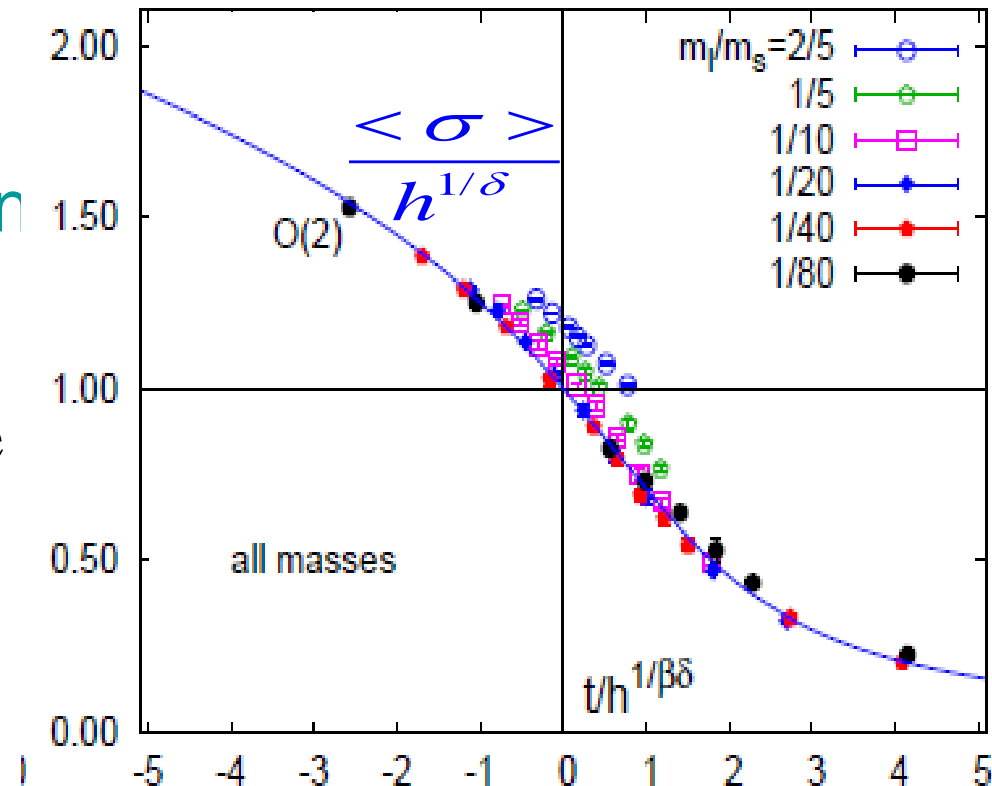 2.00
1.50
1.00
0.50
0.00
-5 -4 -3 -2 -1 0 1 2 3 4 5
< σ >
h^{1/δ}
O(2)
all masses
t/h^{1/βδ}
m_l/m_s=2/5
1/5
1/10
1/20
1/40
1/80